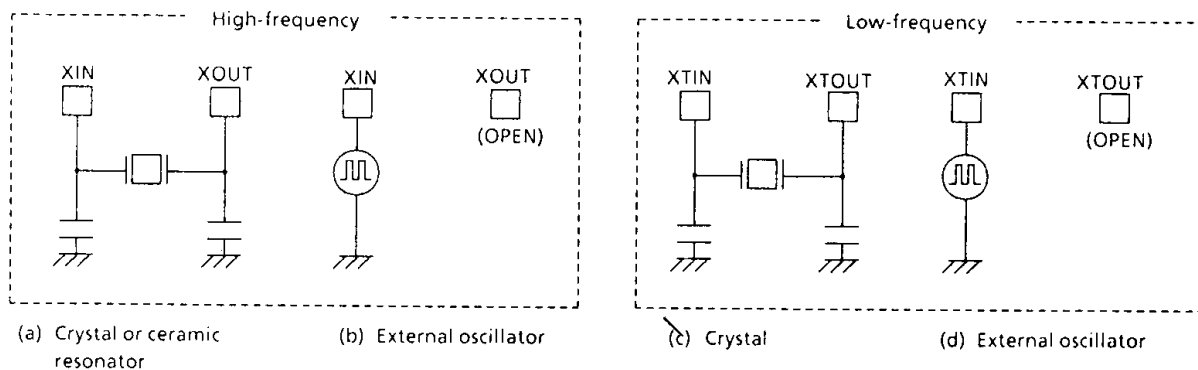 High-frequency
Low-frequency
XIN
XOUT
XIN
XOUT
(OPEN)
XTIN
XTOUT
XTIN
XTOUT
(OPEN)
(a) Crystal or ceramic
resonator
(b) External oscillator
(c) Crystal
(d) External oscillator